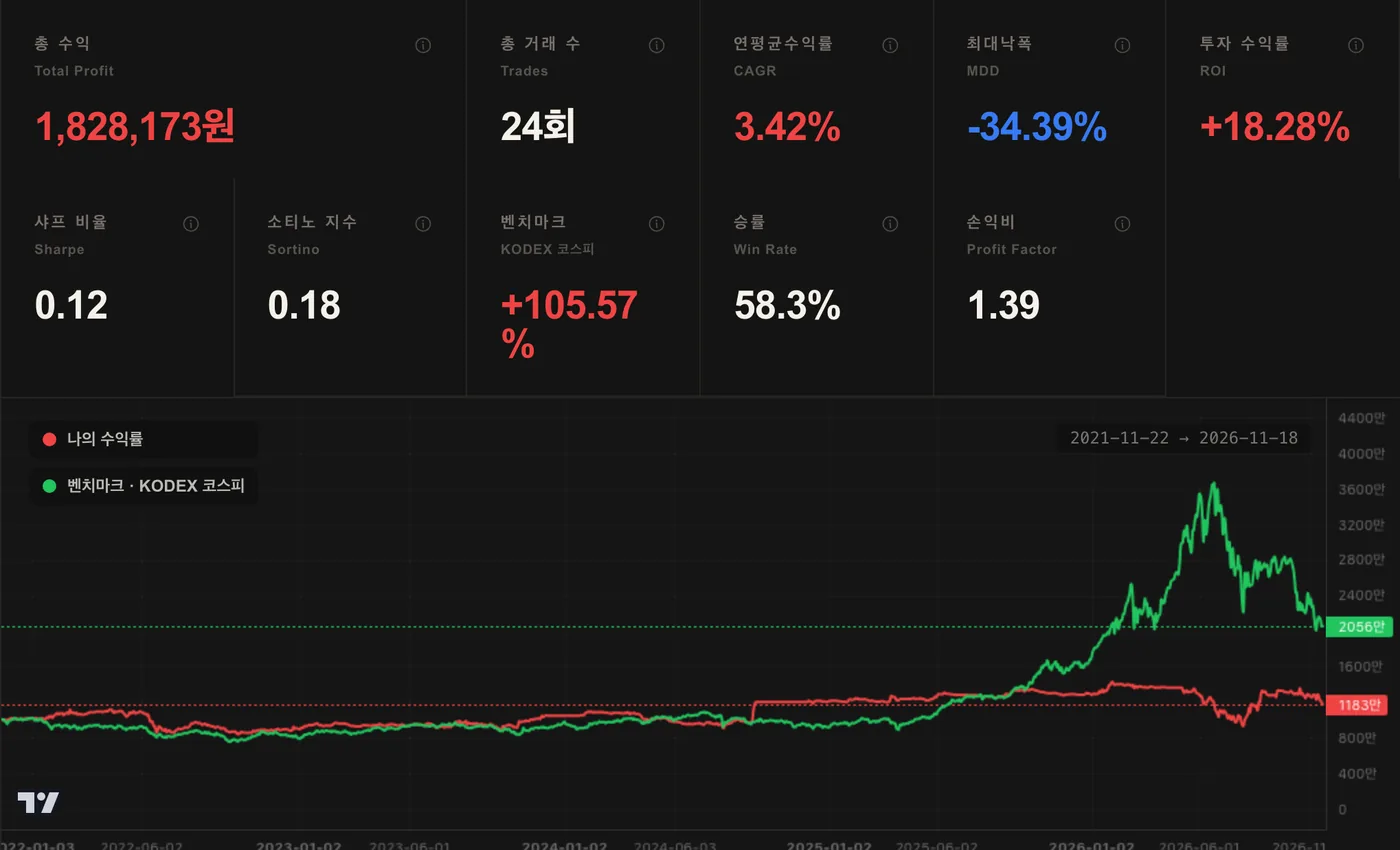 총 수익
Total Profit
1,828,173원
총 거래 수
Trades
24회
연평균수익률
CAGR
3.42%
최대낙폭
MDD
-34.39%
투자 수익률
ROI
+18.28%
샤프 비율
Sharpe
0.12
소티노 지수
Sortino
0.18
벤치마크
KODEX 코스피
+105.57
%
승률
Win Rate
58.3%
손익비
Profit Factor
1.39
나의 수익률
벤치마크 · KODEX 코스피
2021-11-22 → 2026-11-18
4400만
4000만
3600만
3200만
2800만
2400만
2056만
1600만
1183만
800만
400만
0
22-01-03
2022-06-02
2023-01-02
2023-06-01
2024-01-02
2024-06-03
2025-01-02
2025-06-02
2026-01-02
2026-06-01
2026-11